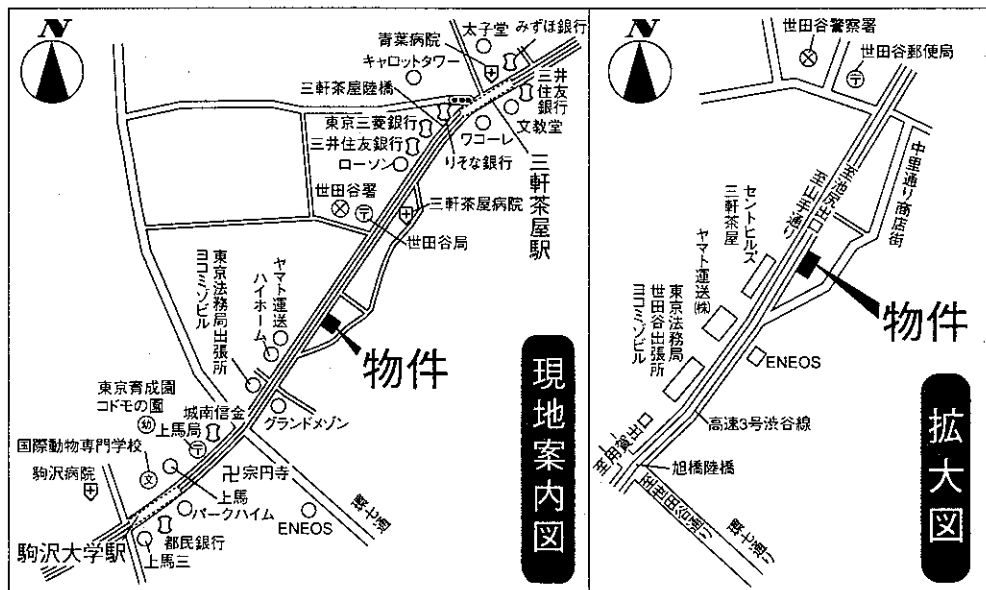 N
太子堂
みずほ銀行
青葉病院
キャロットタワー
三軒茶屋陸橋
三井
住友
銀行
東京三菱銀行
文教堂
ワコーレ
三井住友銀行
りそな銀行
ローソン
三軒茶屋駅
世田谷署
三軒茶屋病院
世田谷局
東京法務局出張所
ヨコミゾビル
ヤマト運送
ハイホーム
物件
東京育成園
コドモの園
幼
城南信金
上馬局
グランドメゾン
国際動物専門学校
文
駒沢病院
卍宗円寺
上馬
パークハイム
ENEOS
環七通
都民銀行
上馬三
駒沢大学駅
現地案内図
N
世田谷警察署
世田谷郵便局
中里通り商店街
至池尻出口
至山手通り
セントヒルズ
三軒茶屋
ヤマト運送㈱
物件
東京法務局
世田谷出張所
ヨコミゾビル
ENEOS
高速3号渋谷線
至用賀出口
旭橋陸橋
至世田谷通り
環七通り
拡大図